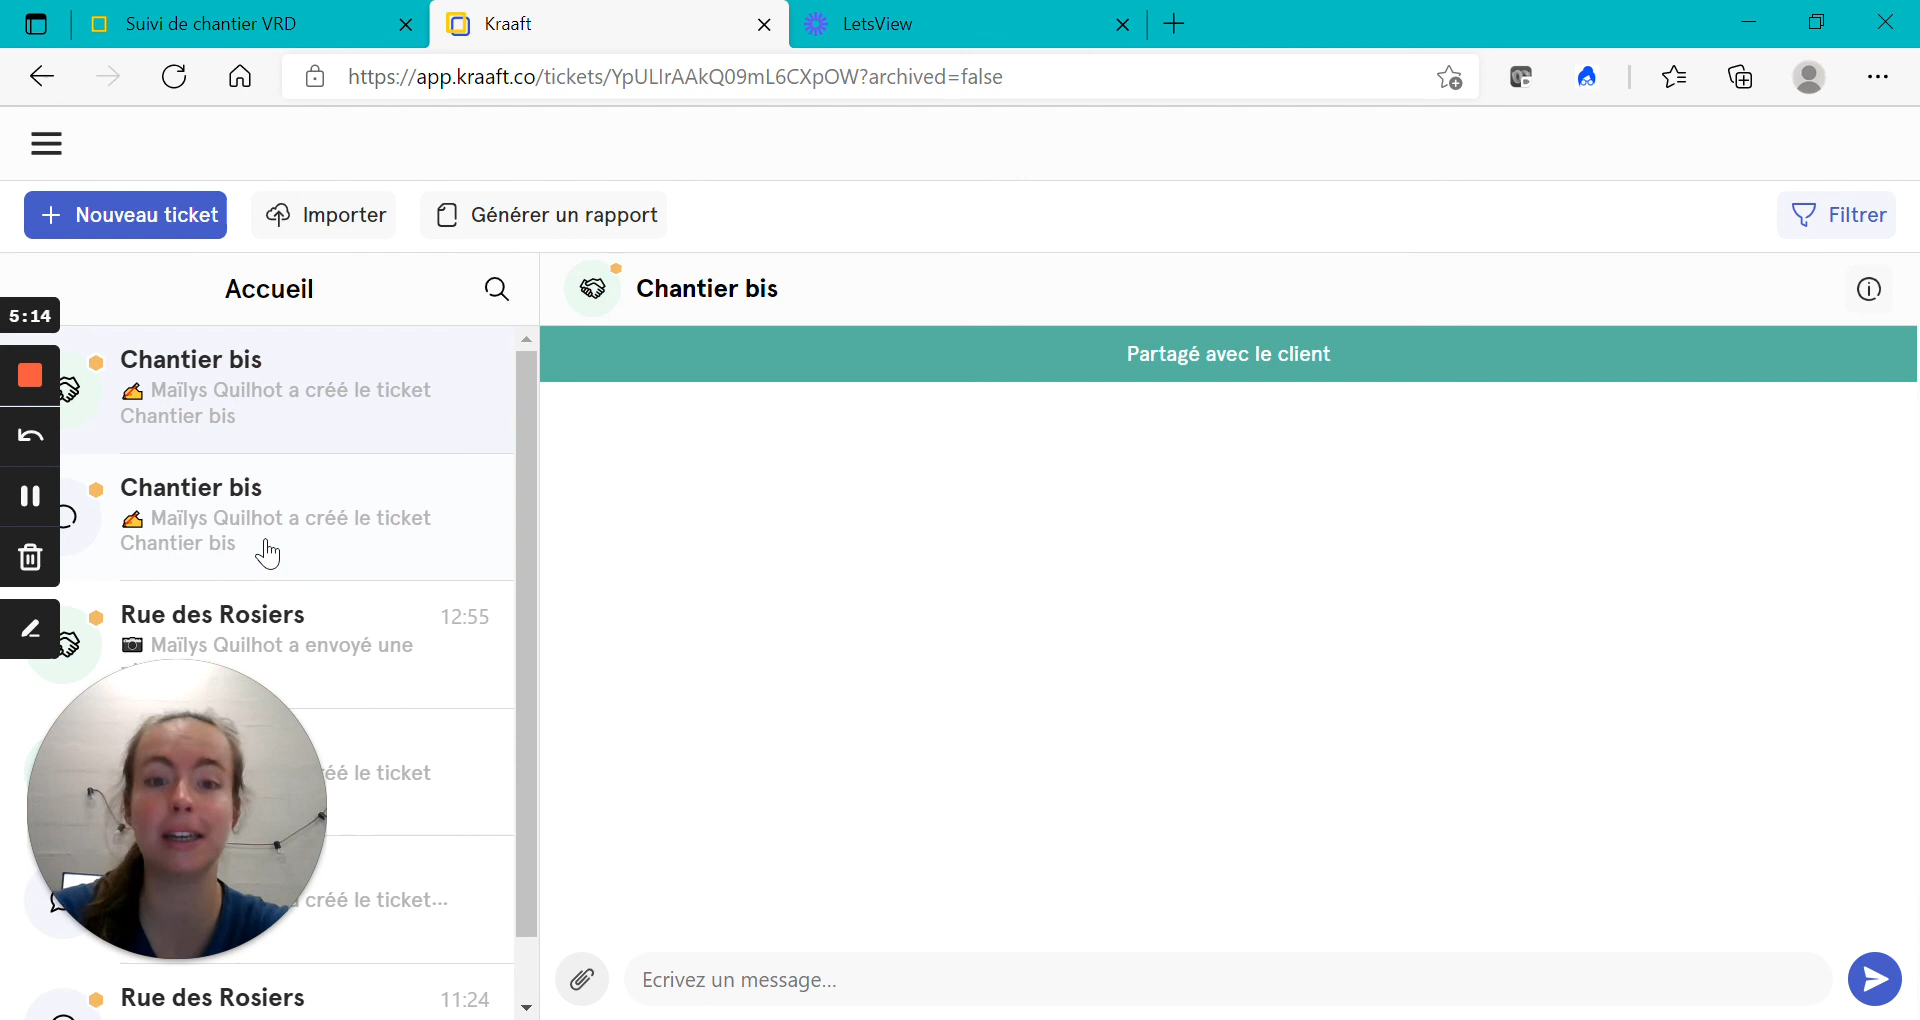 Suivi de chantier VRD
Kraaft
LetsView
https://app.kraaft.co/tickets/YpULIrAAkQ09mL6CXpOW?archived=false
Nouveau ticket
Importer
Générer un rapport
Filtrer
Accueil
Chantier bis
5:14
Partagé avec le client
Chantier bis
Maïlys Quilhot a créé le ticket
Chantier bis
Chantier bis
Maïlys Quilhot a créé le ticket
Chantier bis
Rue des Rosiers
12:55
Maïlys Quilhot a envoyé une
éé le ticket
créé le ticket...
Rue des Rosiers
11:24
Ecrivez un message...